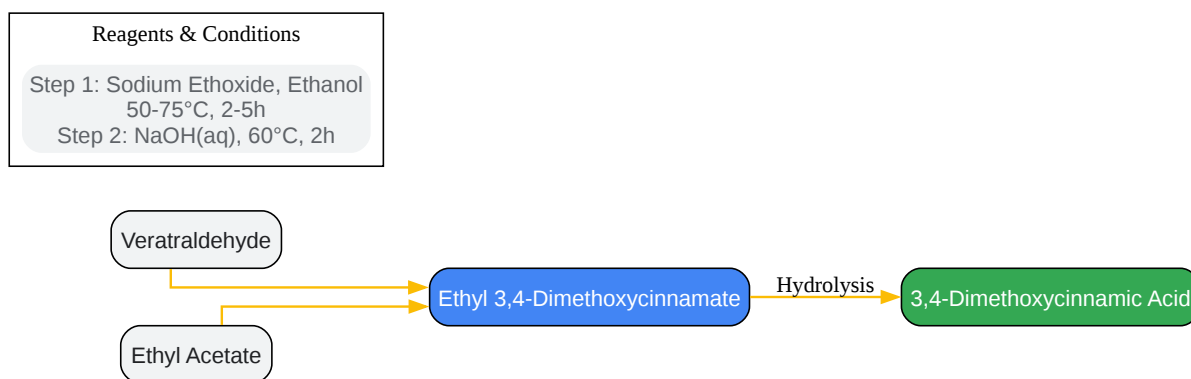 Reagents & Conditions
Step 1: Sodium Ethoxide, Ethanol
50-75°C, 2-5h
Step 2: NaOH(aq), 60°C, 2h
Veratraldehyde
Ethyl Acetate
Ethyl 3,4-Dimethoxycinnamate
Hydrolysis
3,4-Dimethoxycinnamic Acid